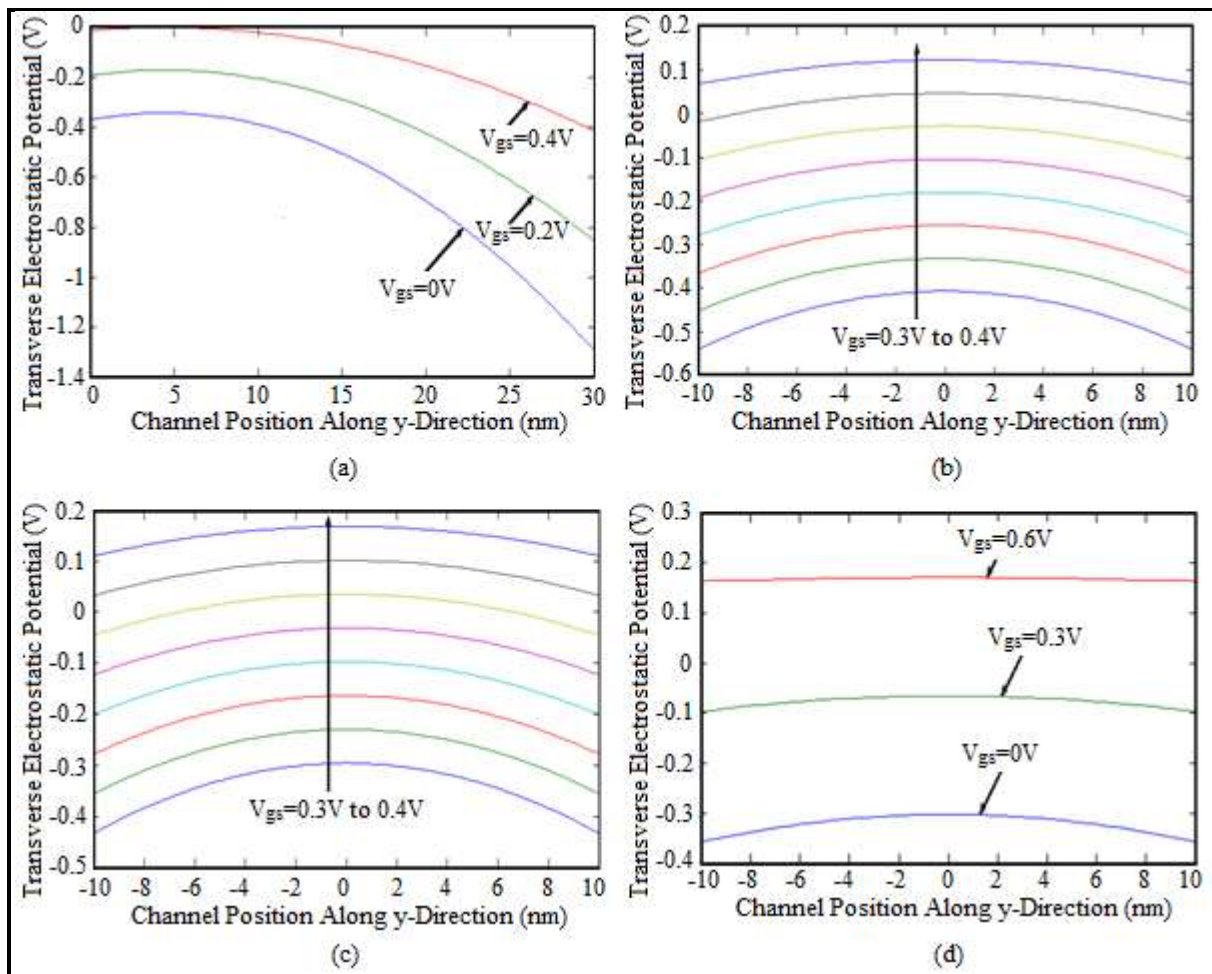 Transverse Electrostatic Potential (V)
0
-0.2
-0.4
-0.6
-0.8
-1
-1.2
-1.4
Vgs=0.4V
Vgs=0.2V
Vgs=0V
0 5 10 15 20 25 30
Channel Position Along y-Direction (nm)
(a)
Transverse Electrostatic Potential (V)
0.2
0.1
0
-0.1
-0.2
-0.3
-0.4
-0.5
-0.6
Vgs=0.3V to 0.4V
-10 -8 -6 -4 -2 0 2 4 6 8 10
Channel Position Along y-Direction (nm)
(b)
Transverse Electrostatic Potential (V)
0.2
0.1
0
-0.1
-0.2
-0.3
-0.4
-0.5
Vgs=0.3V to 0.4V
-10 -8 -6 -4 -2 0 2 4 6 8 10
Channel Position Along y-Direction (nm)
(c)
Transverse Electrostatic Potential (V)
0.3
0.2
0.1
0
-0.1
-0.2
-0.3
-0.4
Vgs=0.6V
Vgs=0.3V
Vgs=0V
-10 -8 -6 -4 -2 0 2 4 6 8 10
Channel Position Along y-Direction (nm)
(d)